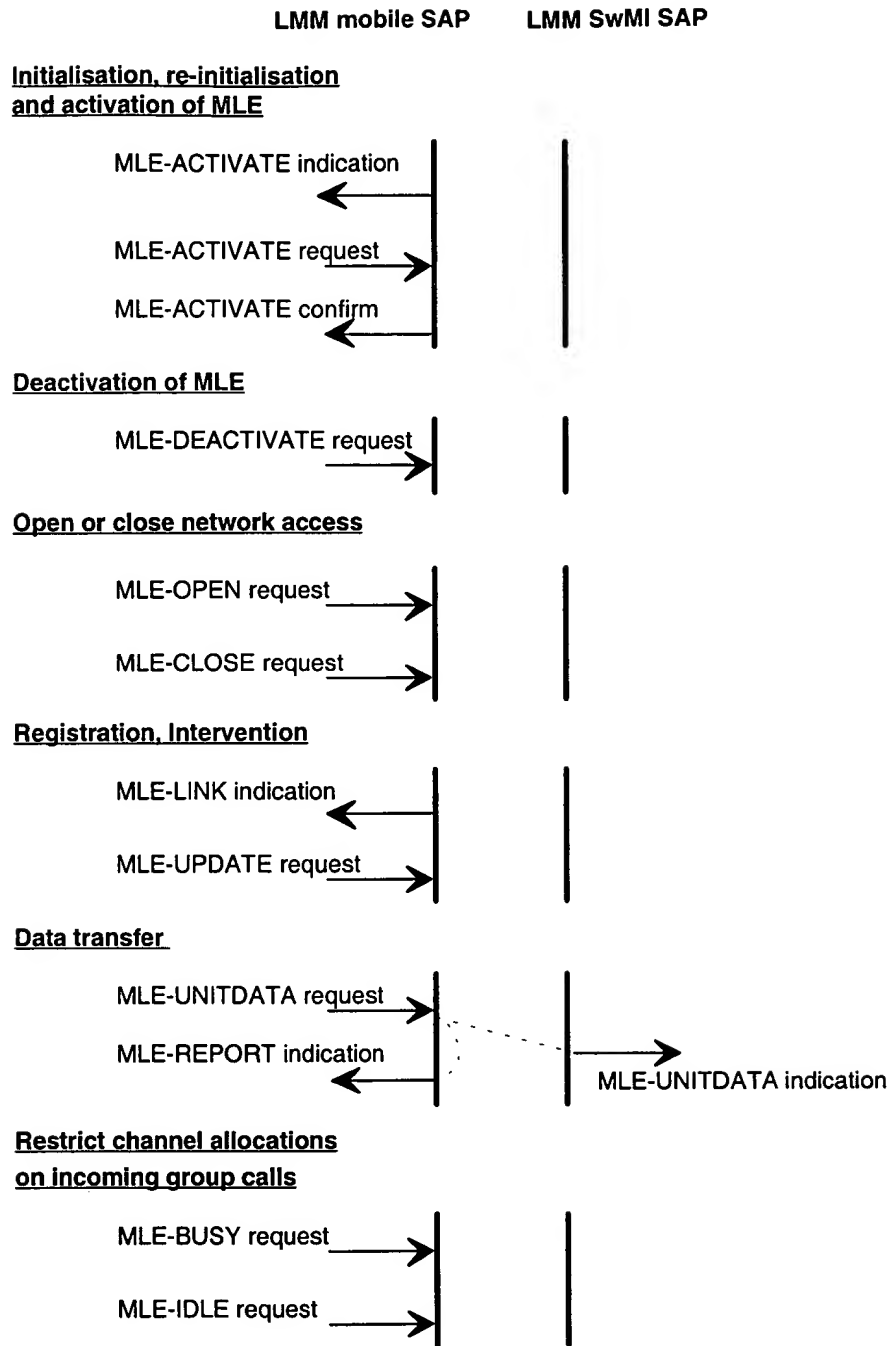 LMM mobile SAP LMM SwMI SAP
Initialisation, re-initialisation
and activation of MLE
MLE-ACTIVATE indication
MLE-ACTIVATE request
MLE-ACTIVATE confirm
Deactivation of MLE
MLE-DEACTIVATE request
Open or close network access
MLE-OPEN request
MLE-CLOSE request
Registration, Intervention
MLE-LINK indication
MLE-UPDATE request
Data transfer
MLE-UNITDATA request
MLE-REPORT indication
MLE-UNITDATA indication
Restrict channel allocations
on incoming group calls
MLE-BUSY request
MLE-IDLE request